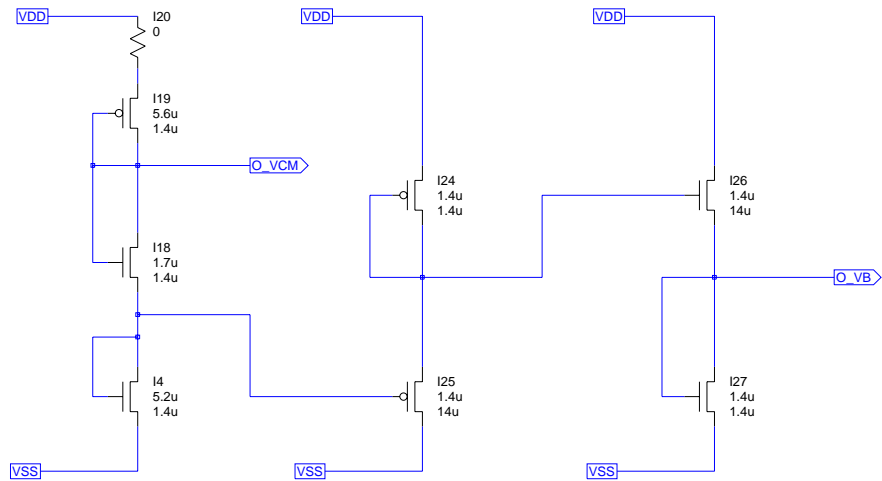 VDD
I20
0
I19
5.6u
1.4u
O_VCM
I18
1.7u
1.4u
I4
5.2u
1.4u
VSS
VDD
I24
1.4u
1.4u
I25
1.4u
14u
VSS
VDD
I26
1.4u
14u
O_VB
I27
1.4u
1.4u
VSS